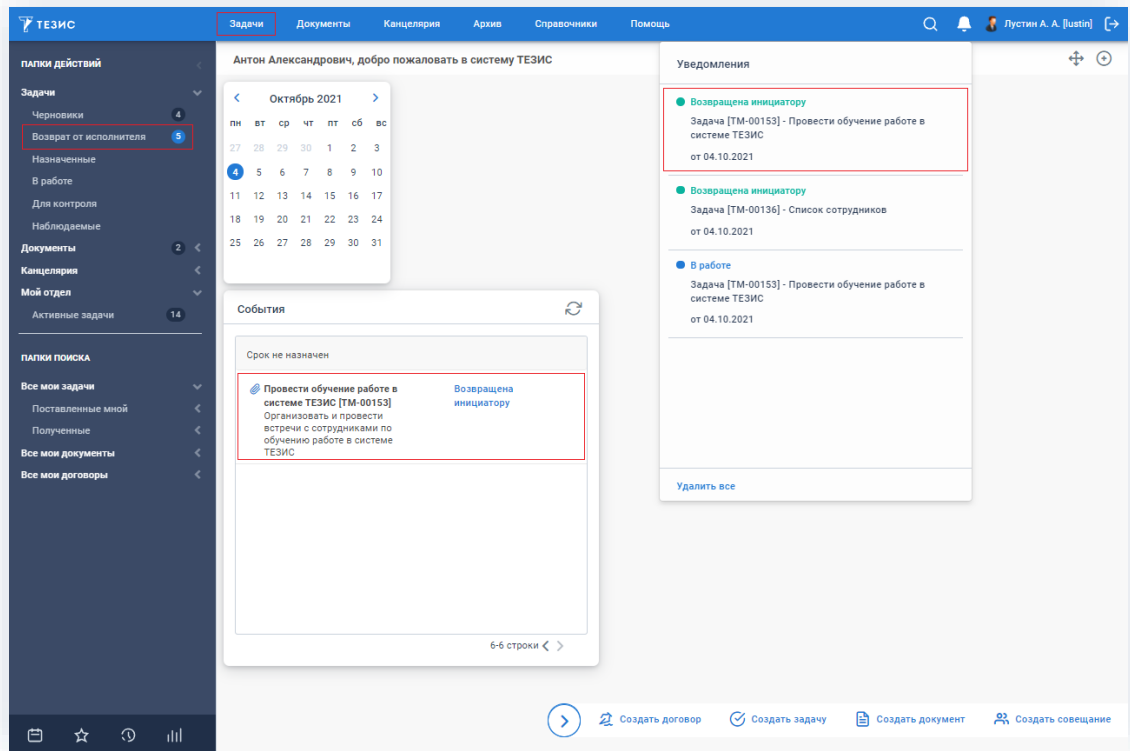 ТЕЗИС
Задачи Документы Канцелярия Архив Справочники Помощь
Лустин А. А. [lustin]
ПАПКИ ДЕЙСТВИЙ
Задачи
Черновики 4
Возврат от исполнителя 5
Назначенные
В работе
Для контроля
Наблюдаемые
Документы 2
Канцелярия
Мой отдел
Активные задачи 14
ПАПКИ ПОИСКА
Все мои задачи
Поставленные мной
Полученные
Все мои документы
Все мои договоры
Антон Александрович, добро пожаловать в систему ТЕЗИС
Октябрь 2021
пн вт ср чт пт сб вс
27 28 29 30 1 2 3
4 5 6 7 8 9 10
11 12 13 14 15 16 17
18 19 20 21 22 23 24
25 26 27 28 29 30 31
События
Срок не назначен
Провести обучение работе в
системе ТЕЗИС [ТМ-00153]
Организовать и провести
встречи с сотрудниками по
обучению работе в системе
ТЕЗИС
Возвращена
инициатору
6-6 строки
Уведомления
Возвращена инициатору
Задача [ТМ-00153] - Провести обучение работе в
системе ТЕЗИС
от 04.10.2021
Возвращена инициатору
Задача [ТМ-00136] - Список сотрудников
от 04.10.2021
В работе
Задача [ТМ-00153] - Провести обучение работе в
системе ТЕЗИС
от 04.10.2021
Удалить все
Создать договор Создать задачу Создать документ Создать совещание